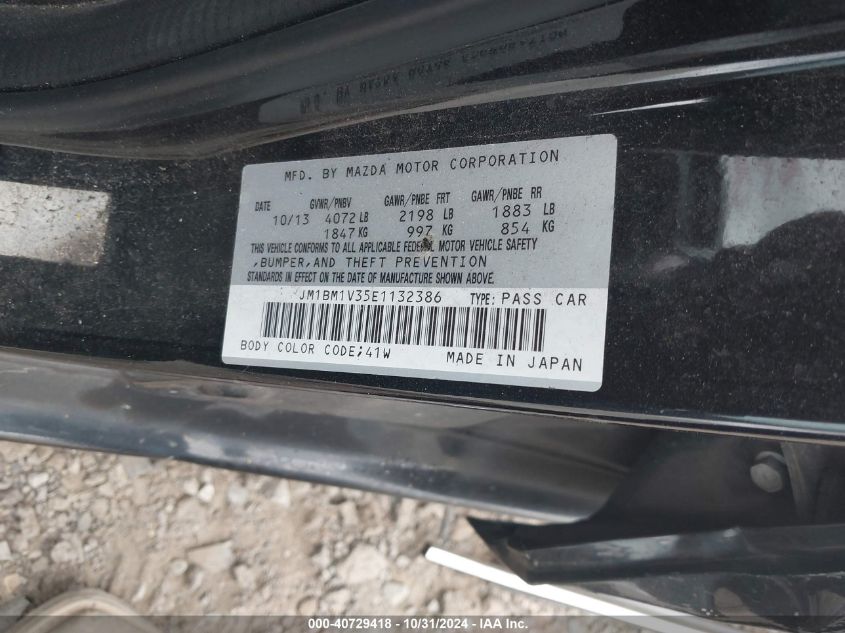 MFD. BY MAZDA MOTOR CORPORATION
DATE GVWR/PNBV GAWR/PNBE FRT GAWR/PNBE RR
10/13 4072 LB 2198 LB 1883 LB
1847 KG 997 KG 854 KG
THIS VEHICLE CONFORMS TO ALL APPLICABLE FEDERAL MOTOR VEHICLE SAFETY
,BUMPER,AND THEFT PREVENTION
STANDARDS IN EFFECT ON THE DATE OF MANUFACTURE SHOWN ABOVE.
JM1BM1V35E1132386 TYPE: PASS CAR
BODY COLOR CODE;41W MADE IN JAPAN
000-40729418 - 10/31/2024 - IAAI Inc.